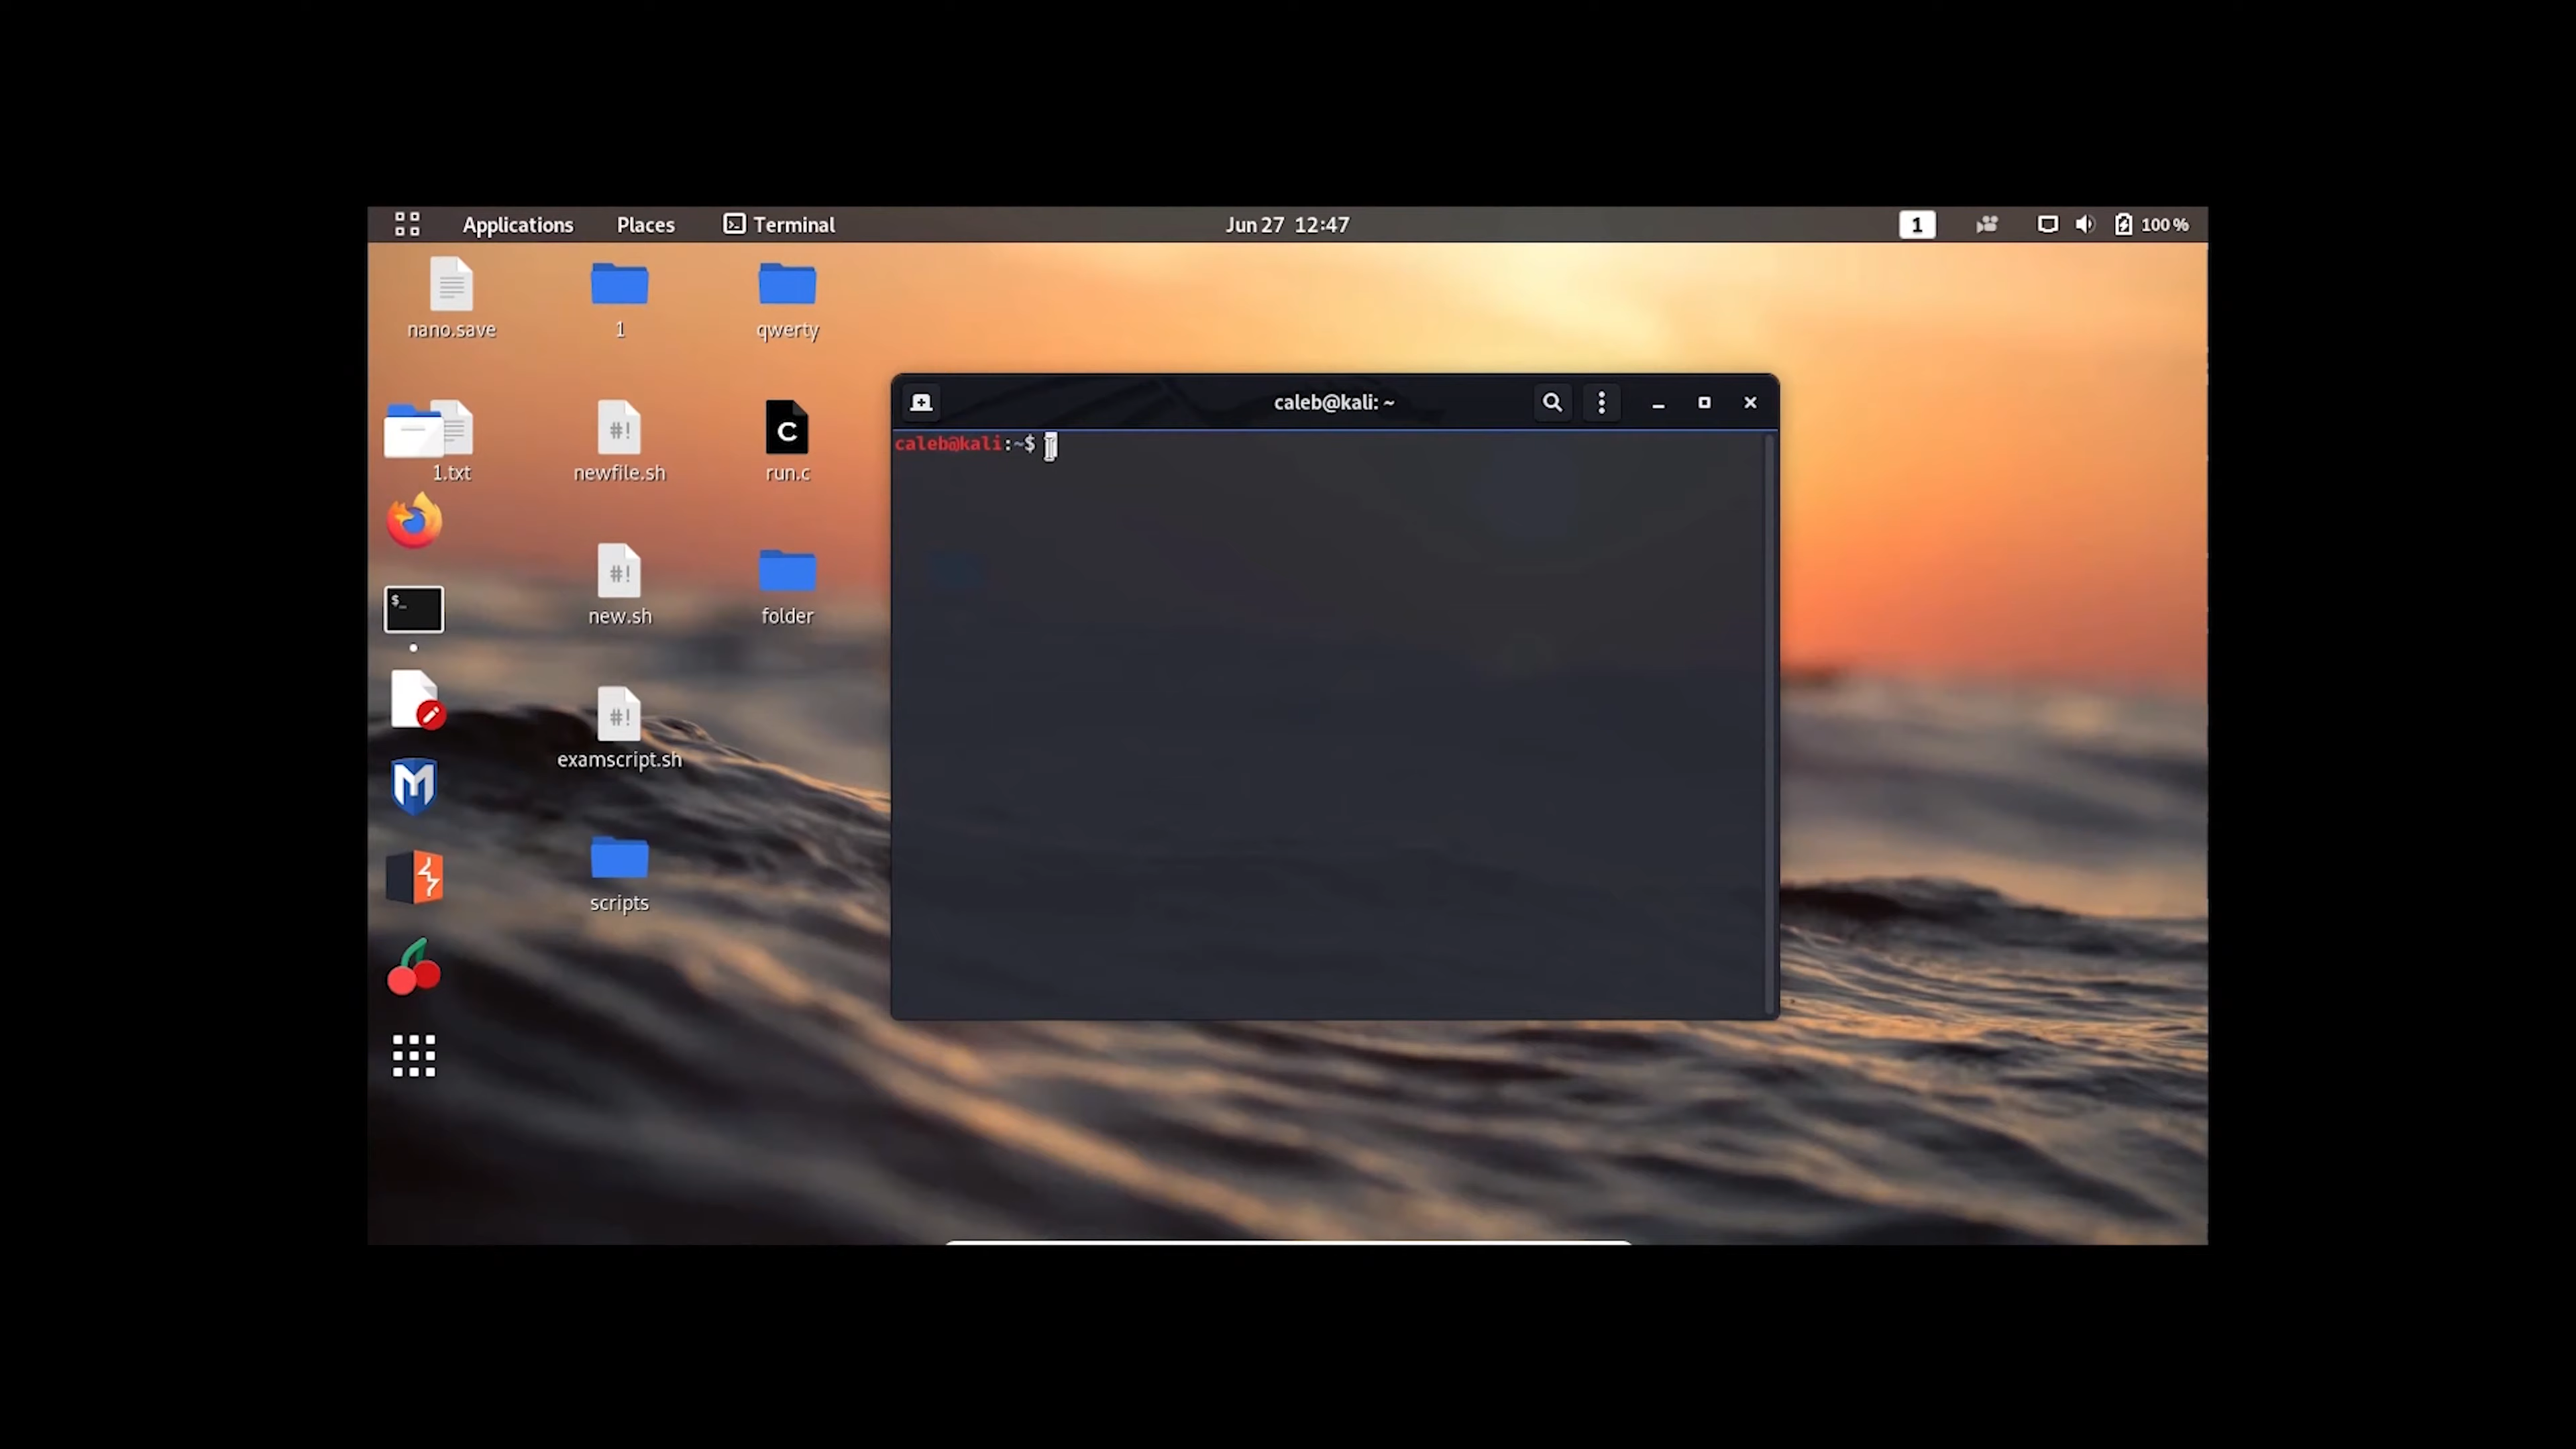 Applications Places Terminal Jun 27 12:47 1 100 %
nano.save 1 qwerty
caleb@kali: ~
caleb@kali:~$
1.txt newfile.sh run.c
#!
#!
C
$_
new.sh folder
#!
examscript.sh
M
scripts